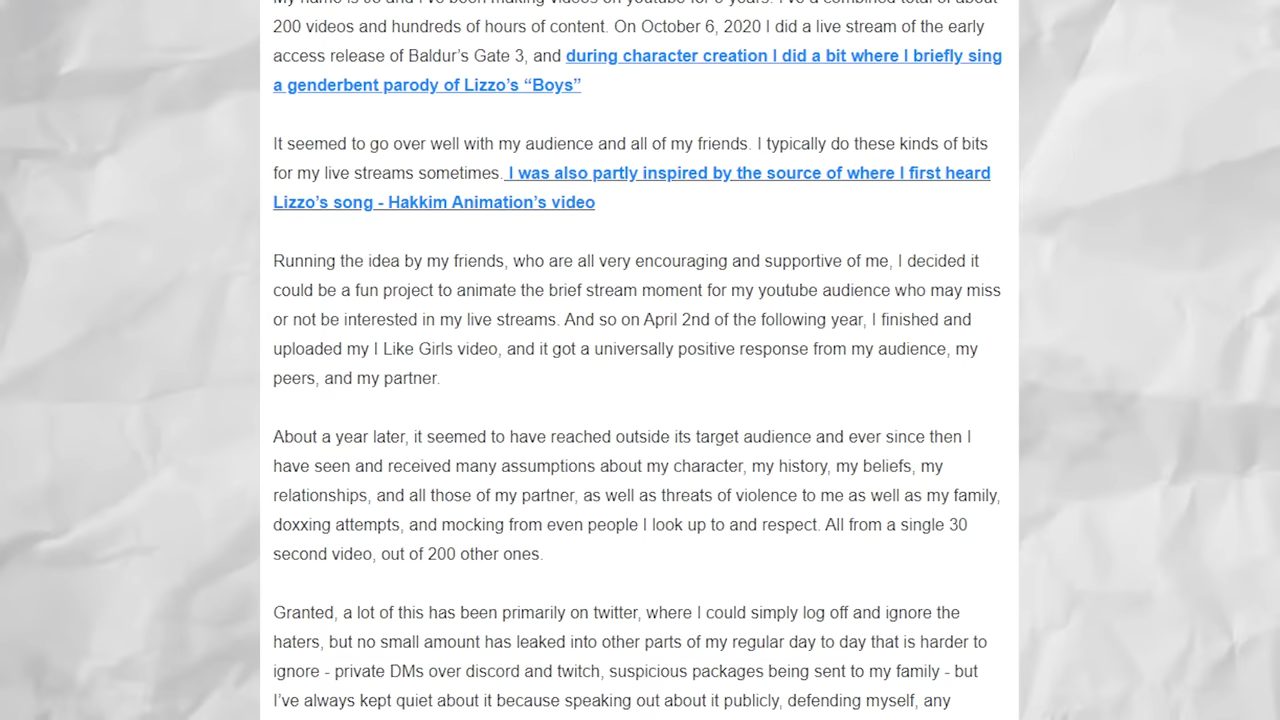 200 videos and hundreds of hours of content. On October 6, 2020 I did a live stream of the early
access release of Baldur’s Gate 3, and during character creation I did a bit where I briefly sing
a genderbent parody of Lizzo’s “Boys”
It seemed to go over well with my audience and all of my friends. I typically do these kinds of bits
for my live streams sometimes. I was also partly inspired by the source of where I first heard
Lizzo’s song - Hakkim Animation’s video
Running the idea by my friends, who are all very encouraging and supportive of me, I decided it
could be a fun project to animate the brief stream moment for my youtube audience who may miss
or not be interested in my live streams. And so on April 2nd of the following year, I finished and
uploaded my I Like Girls video, and it got a universally positive response from my audience, my
peers, and my partner.
About a year later, it seemed to have reached outside its target audience and ever since then I
have seen and received many assumptions about my character, my history, my beliefs, my
relationships, and all those of my partner, as well as threats of violence to me as well as my family,
doxxing attempts, and mocking from even people I look up to and respect. All from a single 30
second video, out of 200 other ones.
Granted, a lot of this has been primarily on twitter, where I could simply log off and ignore the
haters, but no small amount has leaked into other parts of my regular day to day that is harder to
ignore - private DMs over discord and twitch, suspicious packages being sent to my family - but
I’ve always kept quiet about it because speaking out about it publicly, defending myself, any